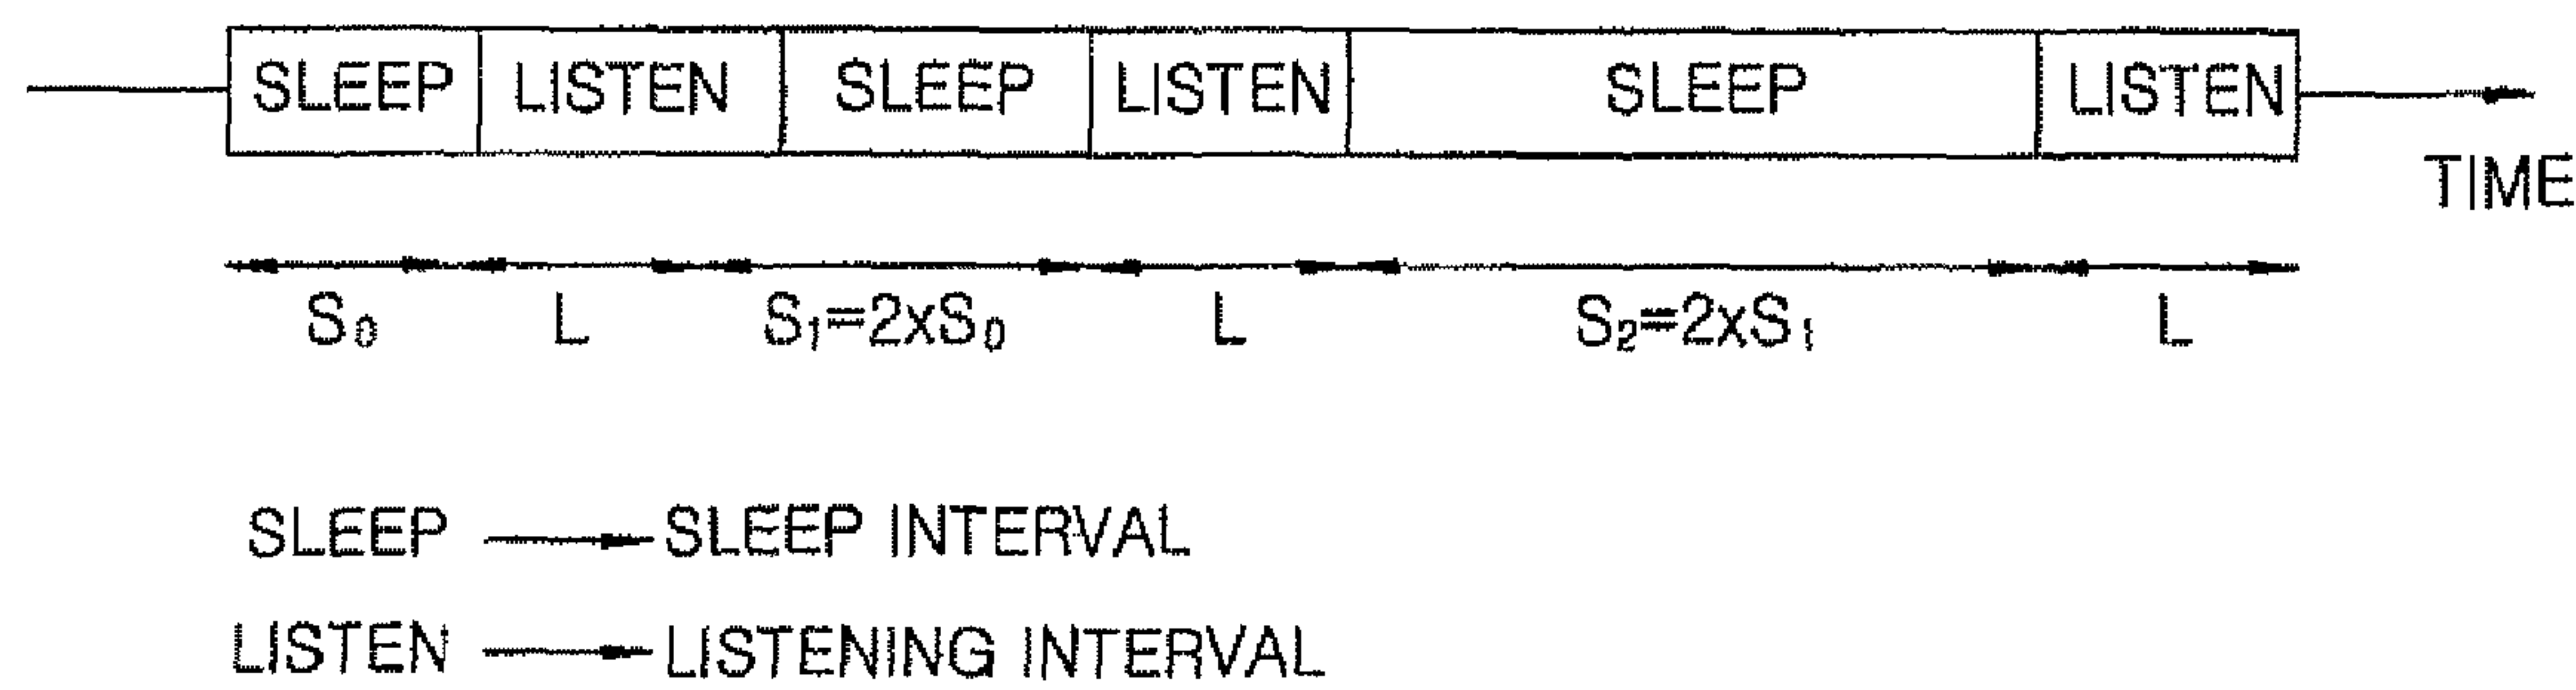 SLEEP LISTEN SLEEP LISTEN SLEEP LISTEN
TIME
S₀ L S₁=2xS₀ L S₂=2xS₁ L
SLEEP → SLEEP INTERVAL
LISTEN → LISTENING INTERVAL